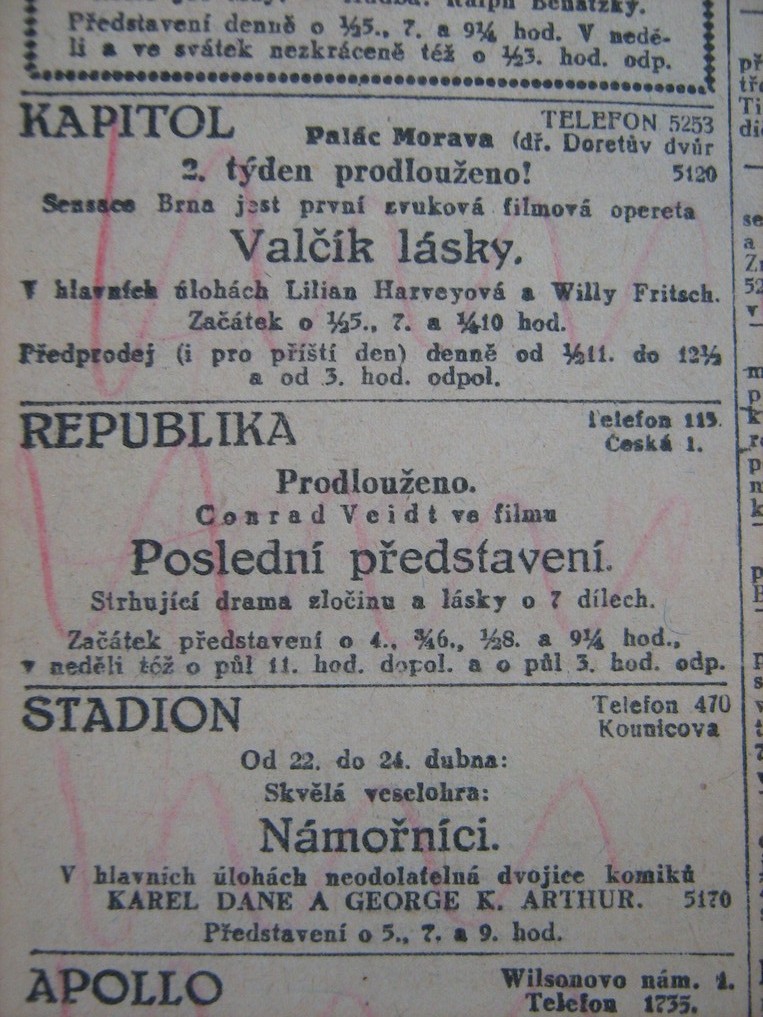 Ralph Benatzky.
Představení denně o ½5., 7. a 9¼ hod. V nedě-
li a ve svátek nezkráceně též o ½3. hod. odp.
KAPITOL
TELEFON 5253
Palác Morava (dř. Doretův dvůr
2. týden prodlouženo! 5120
Sensace Brna jest první zvuková filmová opereta
Valčík lásky.
V hlavních úlohách Lilian Harveyová a Willy Fritsch.
Začátek o ½5., 7. a ¼10 hod.
Předprodej (i pro příští den) denně od ½11. do 12½
a od 3. hod. odpol.
REPUBLIKA
Telefon 115.
Česká 1.
Prodlouženo.
Conrad Veidt ve filmu
Poslední představení.
Strhující drama zločinu a lásky o 7 dílech.
Začátek představení o 4., ¾6., ½8. a 9¼ hod.,
v neděli též o půl 11. hod. dopol. a o půl 3. hod. odp.
STADION
Telefon 470
Kounicova
Od 22. do 24. dubna:
Skvělá veselohra:
Námořníci.
V hlavních úlohách neodolatelná dvojice komiků
KAREL DANE A GEORGE K. ARTHUR. 5170
Představení o 5., 7. a 9. hod.
APOLLO
Wilsonovo nám. 1.
Telefon 1735.